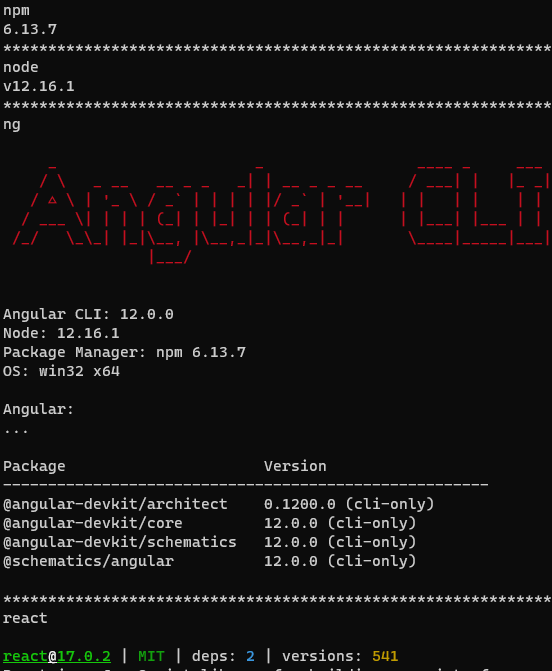 npm
6.13.7
*************************************************************
node
v12.16.1
*************************************************************
ng
Angular CLI
Angular CLI: 12.0.0
Node: 12.16.1
Package Manager: npm 6.13.7
OS: win32 x64
Angular:
...
Package Version
------------------------------------------------------
@angular-devkit/architect 0.1200.0 (cli-only)
@angular-devkit/core 12.0.0 (cli-only)
@angular-devkit/schematics 12.0.0 (cli-only)
@schematics/angular 12.0.0 (cli-only)
*************************************************************
react
react@17.0.2 | MIT | deps: 2 | versions: 541